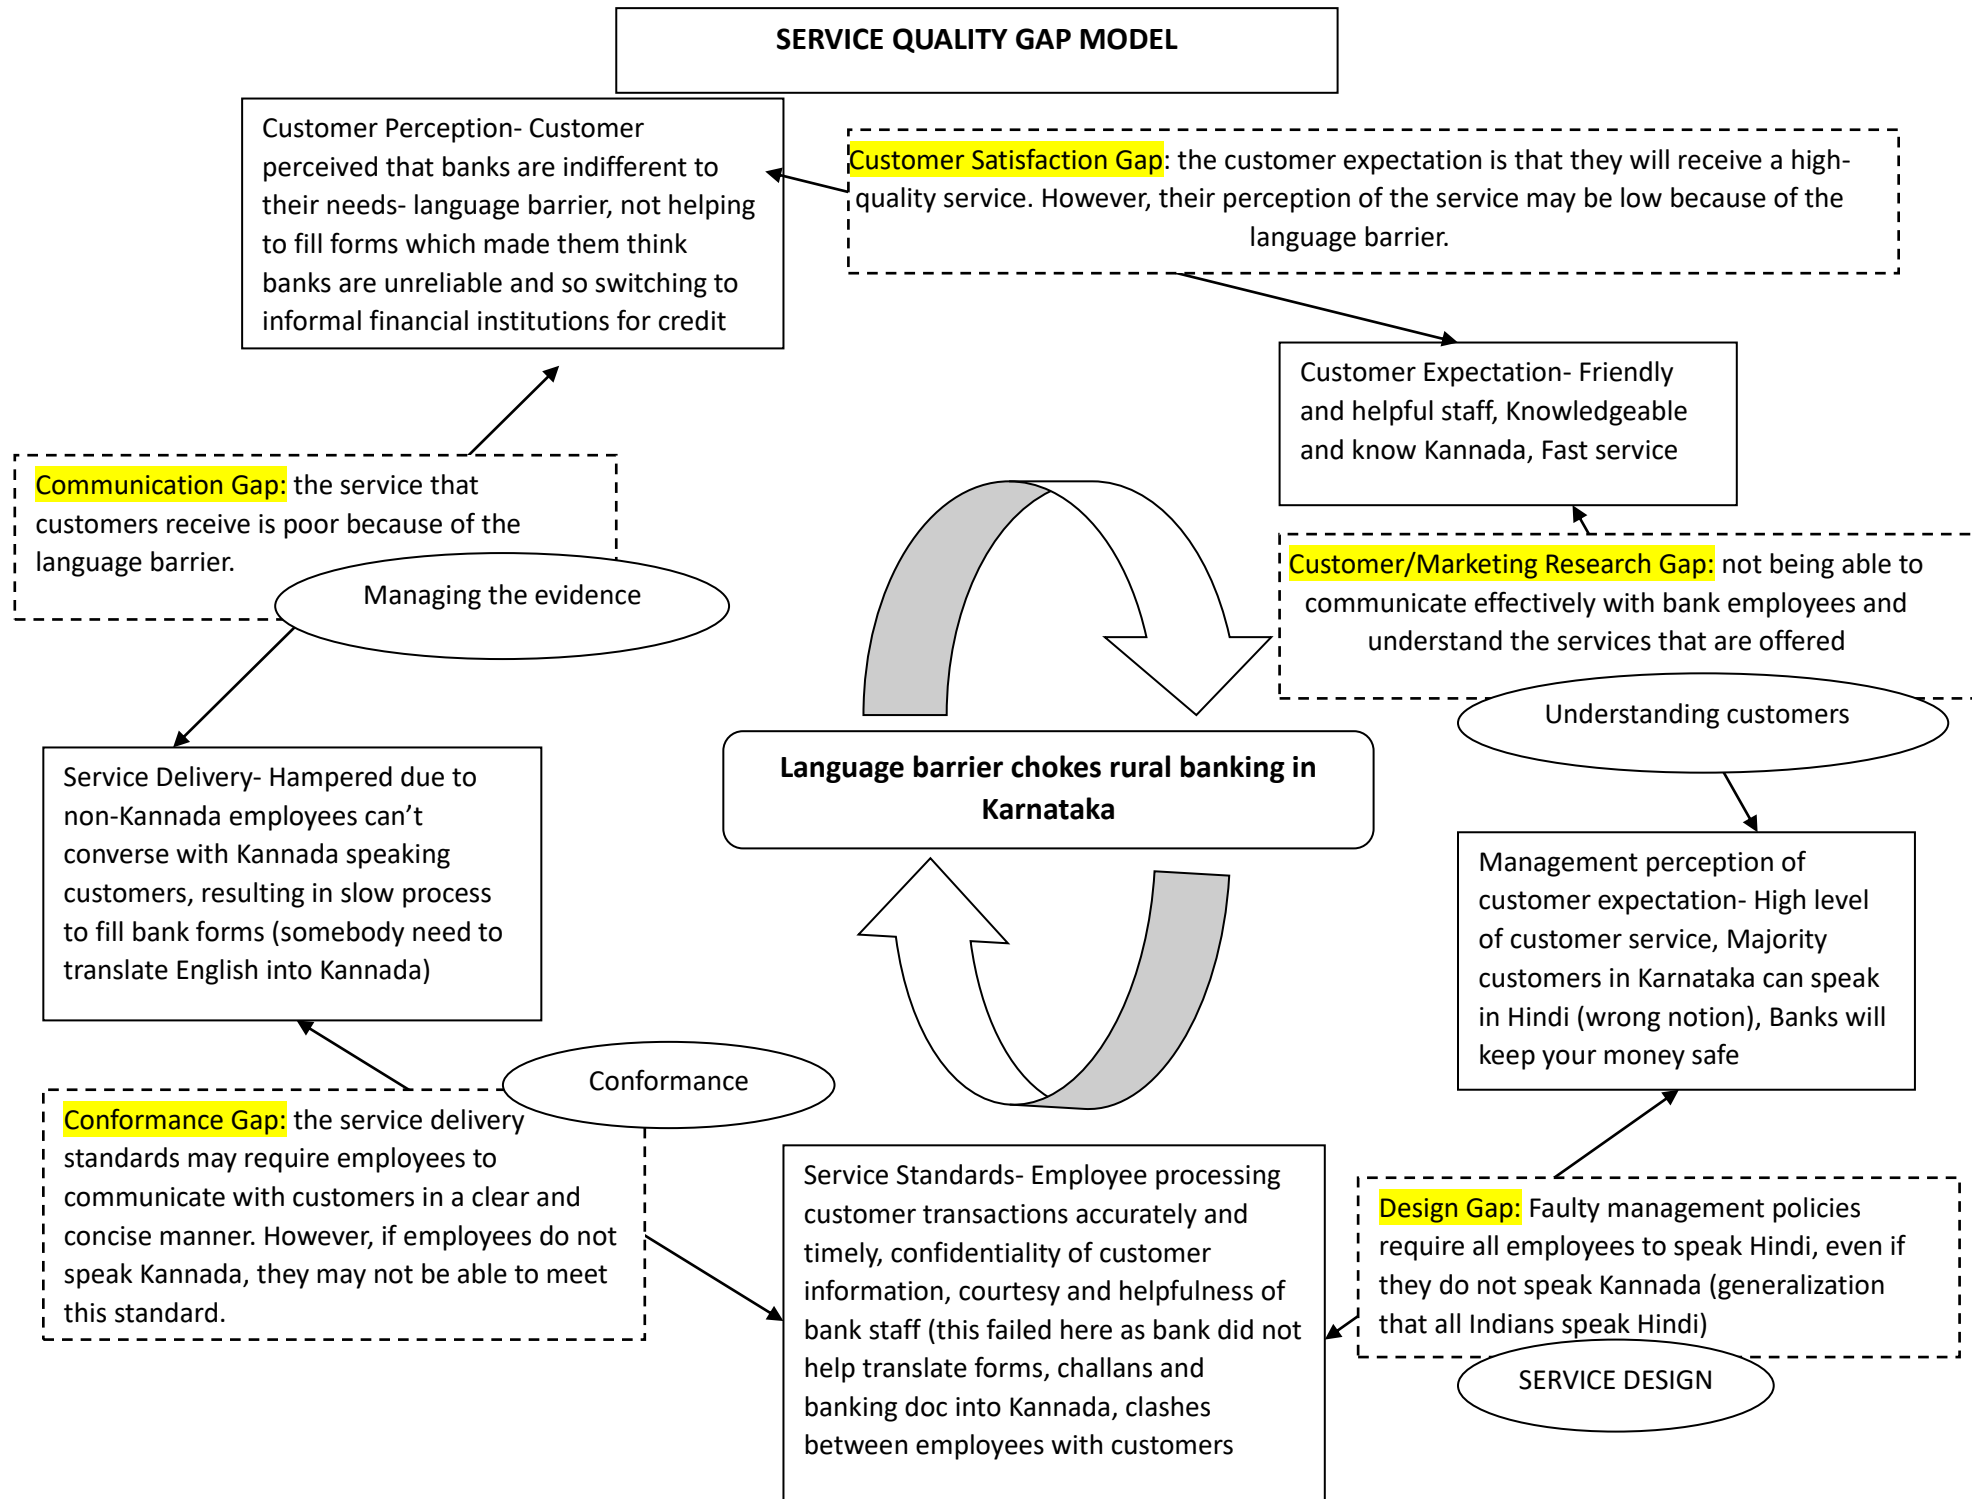 SERVICE QUALITY GAP MODEL
Customer Perception- Customer
perceived that banks are indifferent to
their needs- language barrier, not helping
to fill forms which made them think
banks are unreliable and so switching to
informal financial institutions for credit
Customer Satisfaction Gap: the customer expectation is that they will receive a high-
quality service. However, their perception of the service may be low because of the
language barrier.
Customer Expectation- Friendly
and helpful staff, Knowledgeable
and know Kannada, Fast service
Communication Gap: the service that
customers receive is poor because of the
language barrier.
Managing the evidence
Customer/Marketing Research Gap: not being able to
communicate effectively with bank employees and
understand the services that are offered
Understanding customers
Language barrier chokes rural banking in
Karnataka
Service Delivery- Hampered due to
non-Kannada employees can’t
converse with Kannada speaking
customers, resulting in slow process
to fill bank forms (somebody need to
translate English into Kannada)
Management perception of
customer expectation- High level
of customer service, Majority
customers in Karnataka can speak
in Hindi (wrong notion), Banks will
keep your money safe
Conformance
Conformance Gap: the service delivery
standards may require employees to
communicate with customers in a clear and
concise manner. However, if employees do not
speak Kannada, they may not be able to meet
this standard.
Service Standards- Employee processing
customer transactions accurately and
timely, confidentiality of customer
information, courtesy and helpfulness of
bank staff (this failed here as bank did not
help translate forms, challans and
banking doc into Kannada, clashes
between employees with customers
Design Gap: Faulty management policies
require all employees to speak Hindi, even if
they do not speak Kannada (generalization
that all Indians speak Hindi)
SERVICE DESIGN